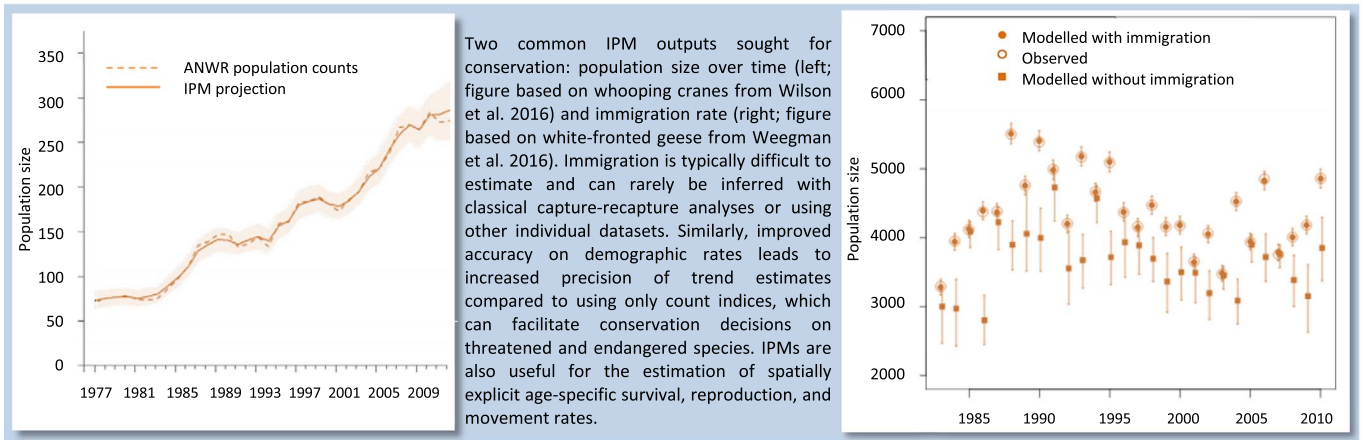 350
300
250
200
150
100
50
0
Population size
ANWR population counts
IPM projection
1977 1981 1985 1989 1993 1997 2001 2005 2009
Two common IPM outputs sought for
conservation: population size over time (left;
figure based on whooping cranes from Wilson
et al. 2016) and immigration rate (right; figure
based on white-fronted geese from Weegman
et al. 2016). Immigration is typically difficult to
estimate and can rarely be inferred with
classical capture-recapture analyses or using
other individual datasets. Similarly, improved
accuracy on demographic rates leads to
increased precision of trend estimates
compared to using only count indices, which
can facilitate conservation decisions on
threatened and endangered species. IPMs are
also useful for the estimation of spatially
explicit age-specific survival, reproduction, and
movement rates.
7000
6000
5000
4000
3000
2000
Population size
Modelled with immigration
Observed
Modelled without immigration
1985 1990 1995 2000 2005 2010